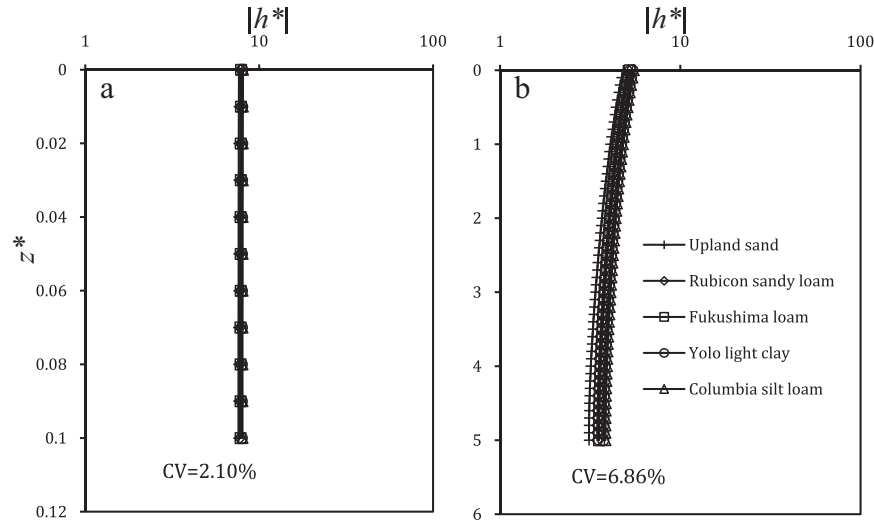 |h*|
1 10 100
0
0.02
0.04
0.06
0.08
0.1
0.12
z*
a
CV=2.10%
|h*|
1 10 100
0
1
2
3
4
5
6
b
Upland sand
Rubicon sandy loam
Fukushima loam
Yolo light clay
Columbia silt loam
CV=6.86%